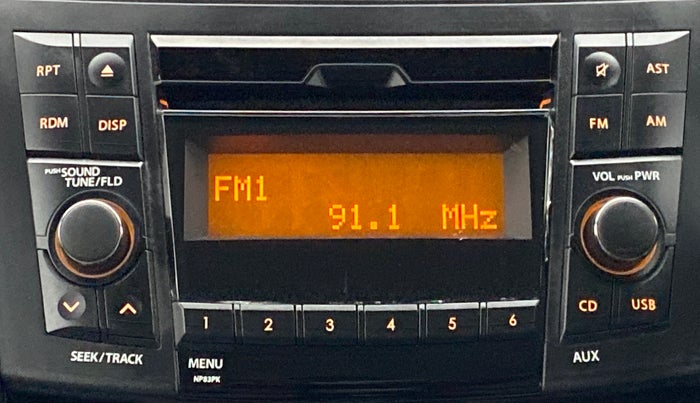 RPT
AST
RDM
DISP
FM
AM
PUSH SOUND
TUNE/FLD
VOL PUSH PWR
FM1
91.1 MHz
CD
USB
1 2 3 4 5 6
SEEK/TRACK
MENU
AUX
NP83PK